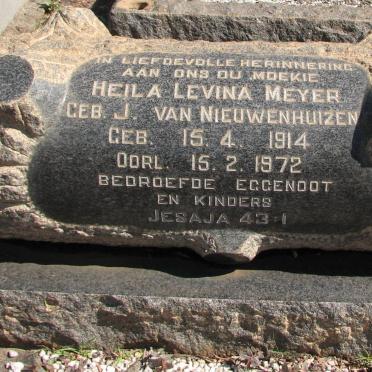 IN LIEFDEVOLLE HERINNERING
AAN ONS OU MOEKIE
HEILA LEVINA MEYER
GEB. J. VAN NIEUWENHUIZEN
GEB. 15.4.1914
OORL. 15.2.1972
BEDROEFDE EGGENOOT
EN KINDERS
JESAJA 43:1